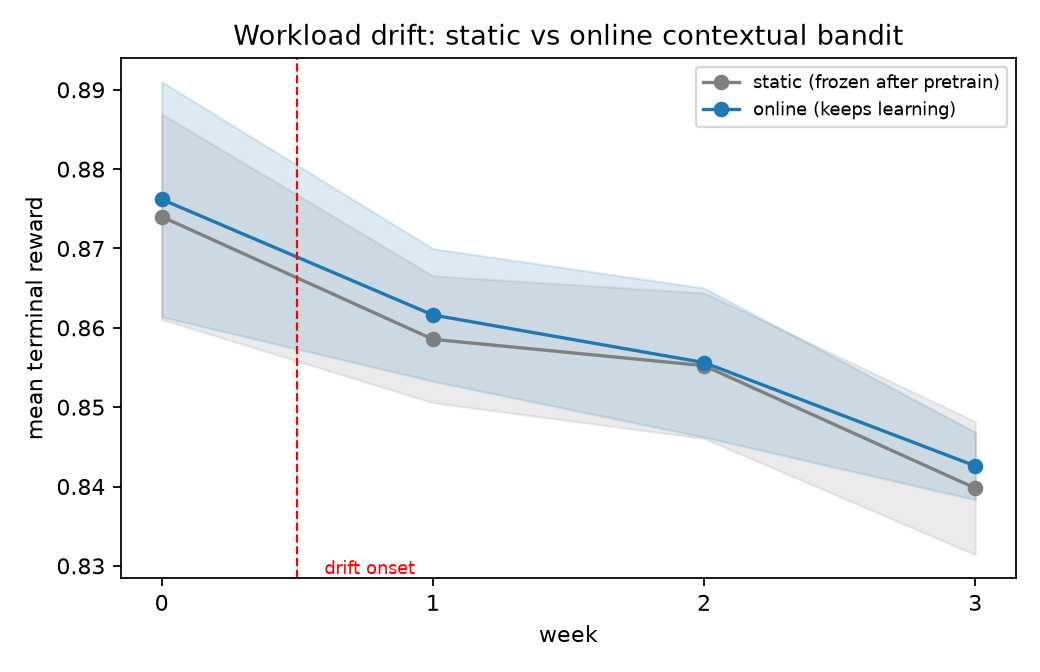 Workload drift: static vs online contextual bandit
static (frozen after pretrain)
online (keeps learning)
mean terminal reward
0.89
0.88
0.87
0.86
0.85
0.84
0.83
drift onset
0 1 2 3
week